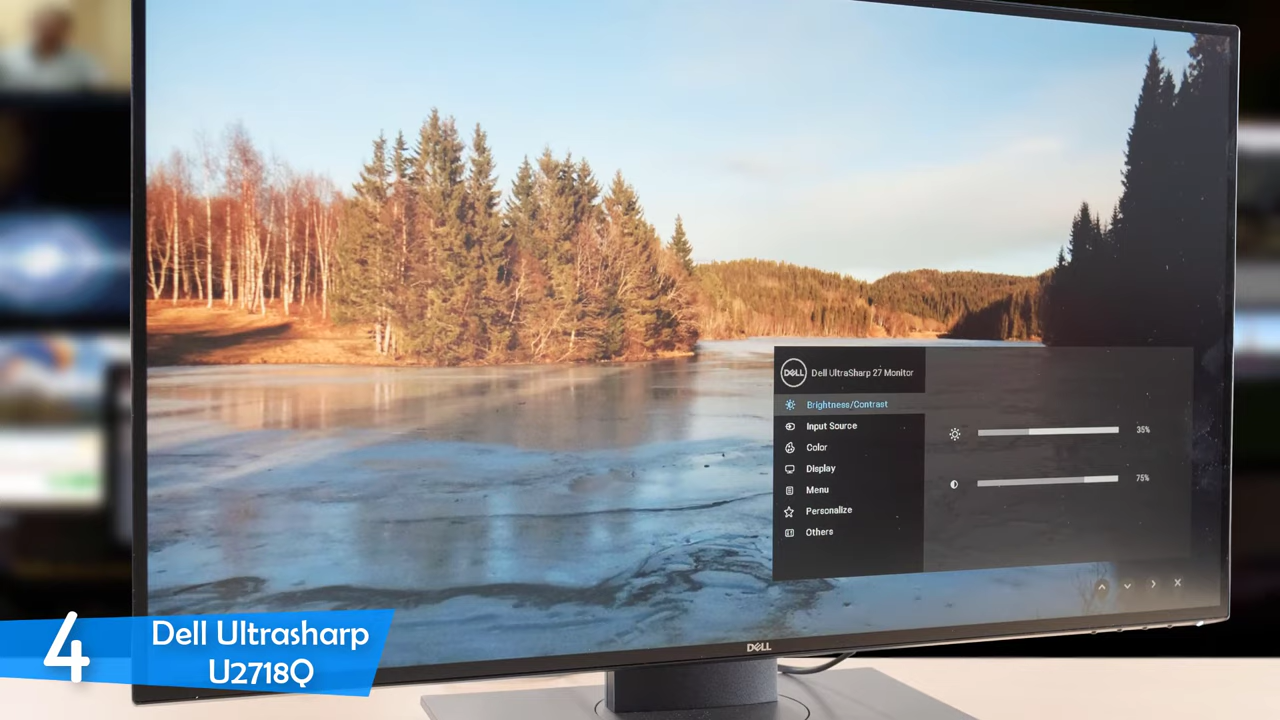 DELL
Dell UltraSharp 27 Monitor
Brightness/Contrast
Input Source
Color
Display
Menu
Personalize
Others
35%
75%
DELL
4
Dell Ultrasharp
U2718Q